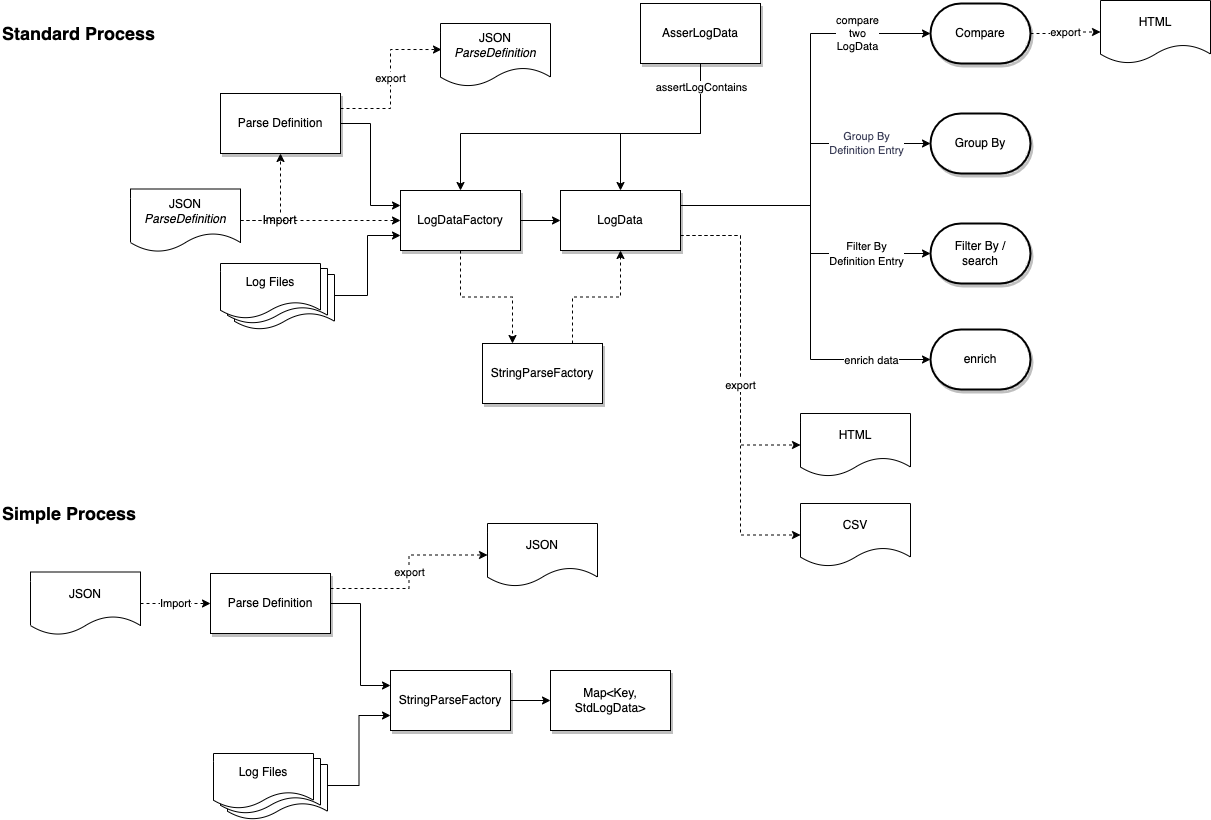 Standard Process
JSON
ParseDefinition
export
Parse Definition
JSON
ParseDefinition
Import
Log Files
AsserLogData
assertLogContains
LogDataFactory
LogData
StringParseFactory
compare
two
LogData
Compare
export
HTML
Group By
Definition Entry
Group By
Filter By
Definition Entry
Filter By /
search
enrich data
enrich
export
HTML
CSV
Simple Process
JSON
Import
Parse Definition
export
JSON
StringParseFactory
Map<Key,
StdLogData>
Log Files